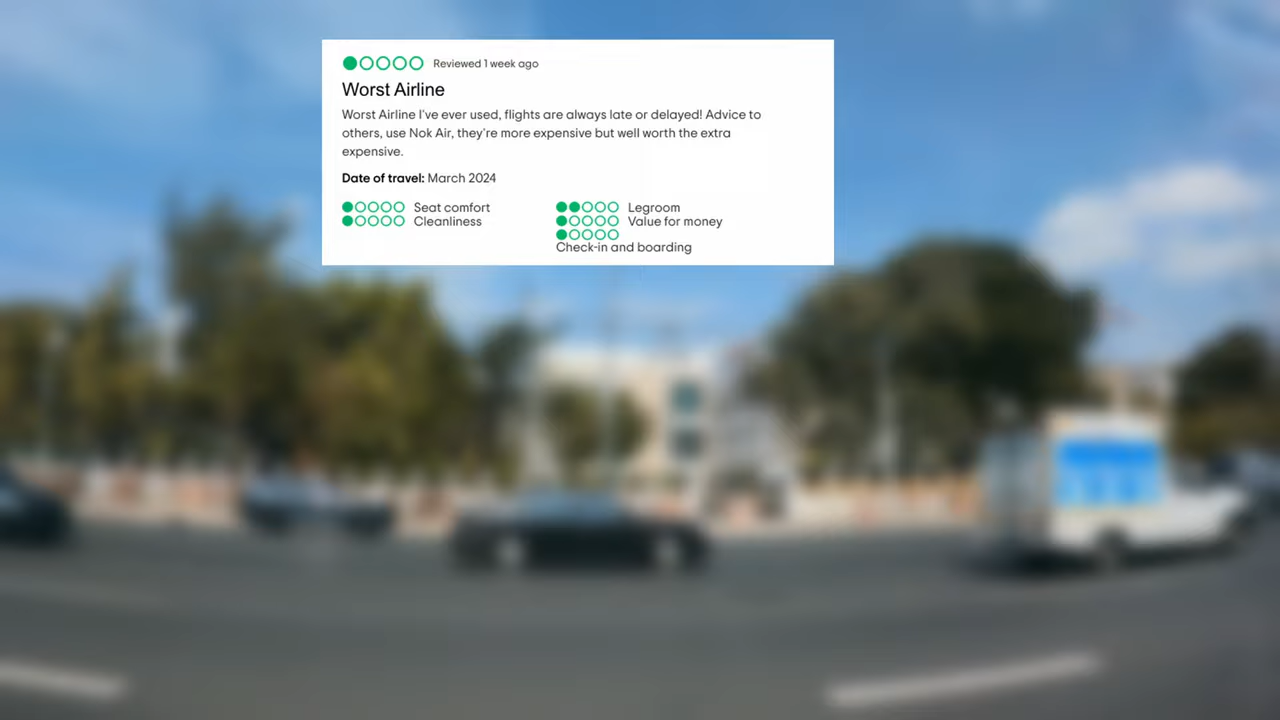 Reviewed 1 week ago
Worst Airline
Worst Airline I've ever used, flights are always late or delayed! Advice to
others, use Nok Air, they're more expensive but well worth the extra
expensive.
Date of travel: March 2024
Seat comfort
Cleanliness
Legroom
Value for money
Check-in and boarding